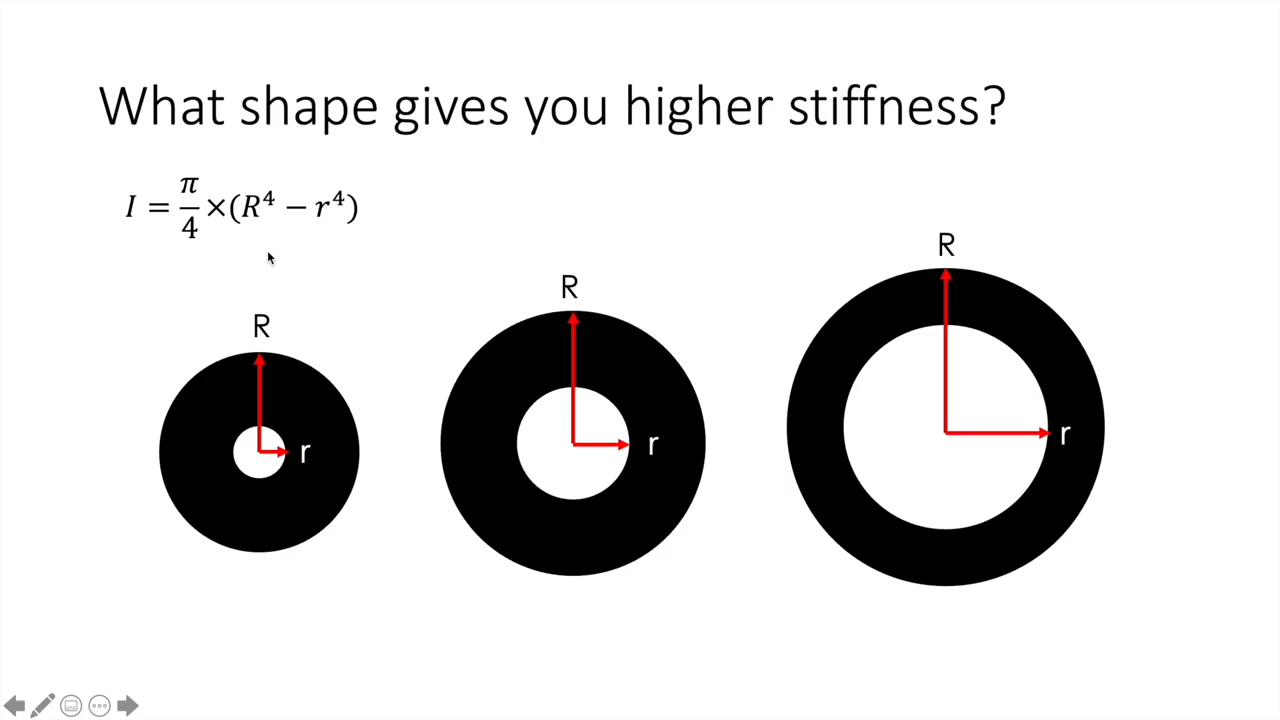 What shape gives you higher stiffness?
I = π/4 ×(R⁴ − r⁴)
R
r
R
r
R
r